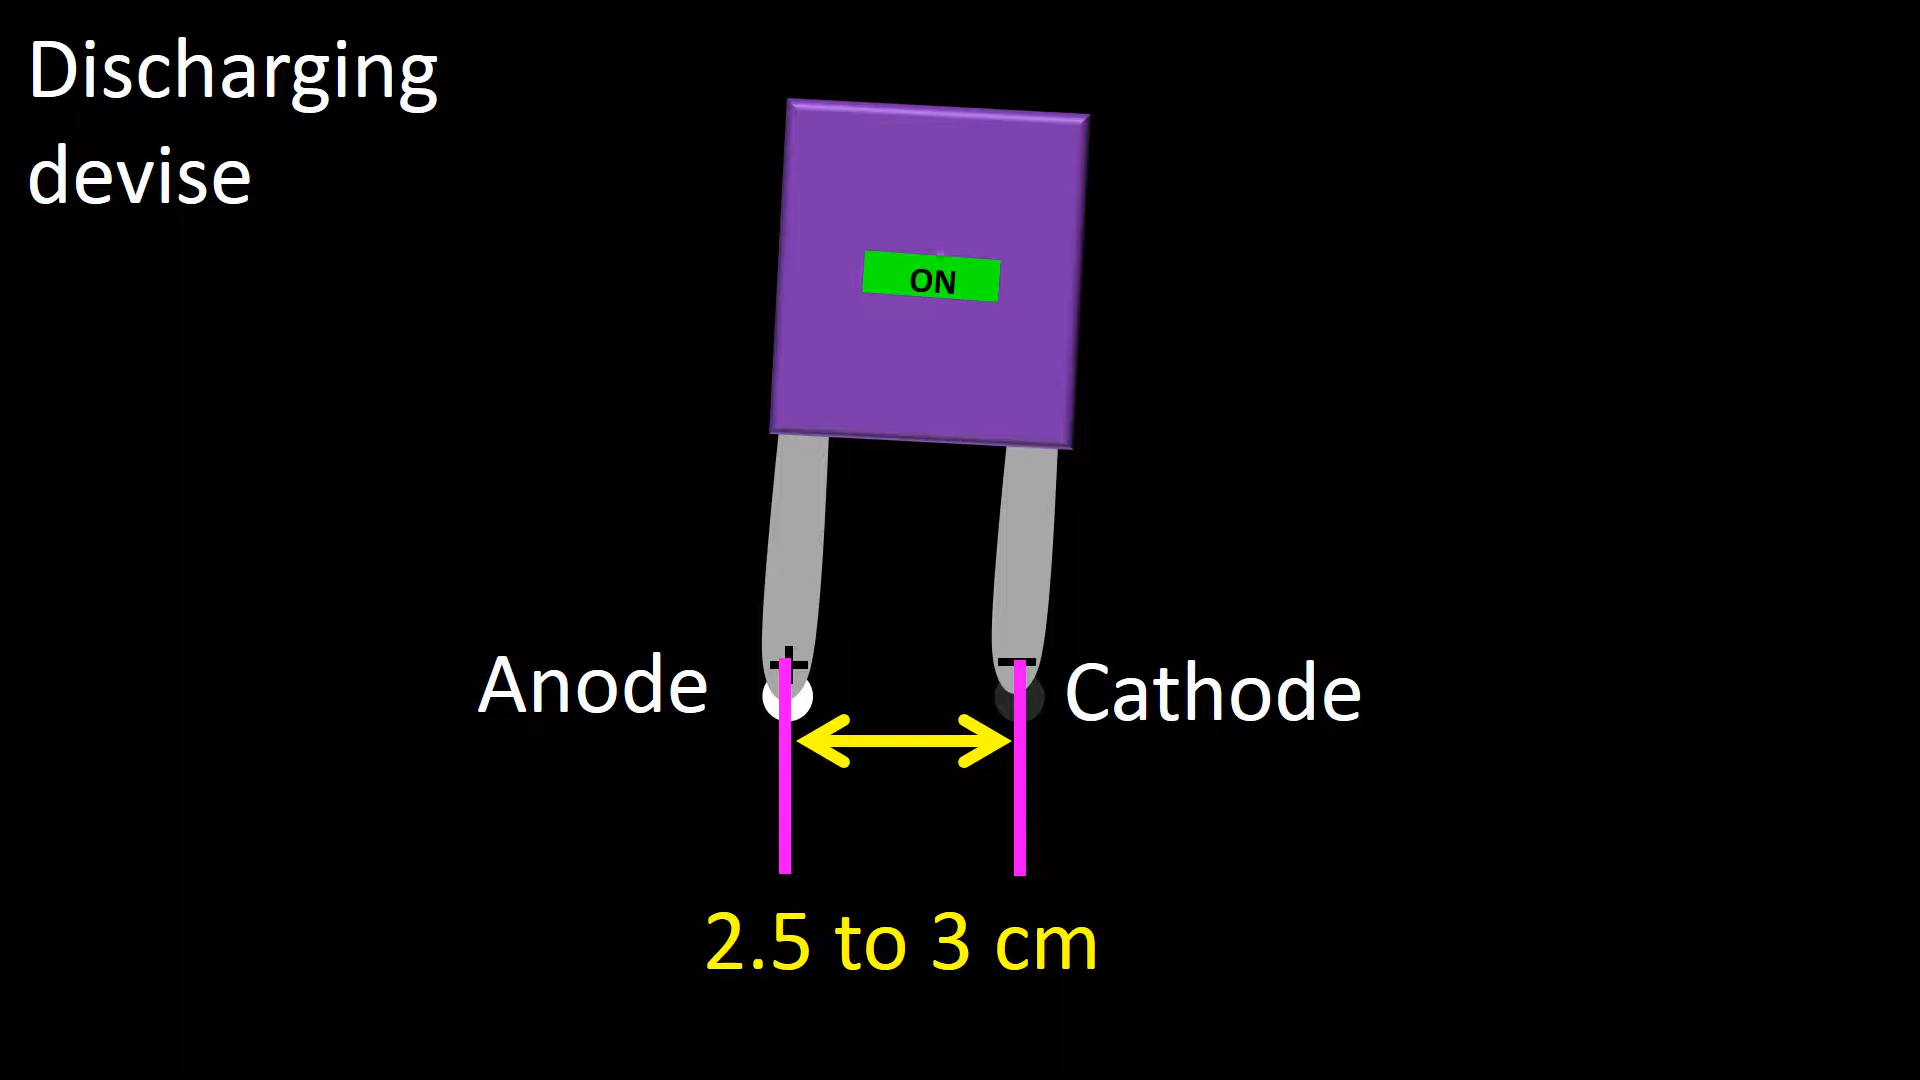 Discharging
devise
ON
Anode
Cathode
2.5 to 3 cm